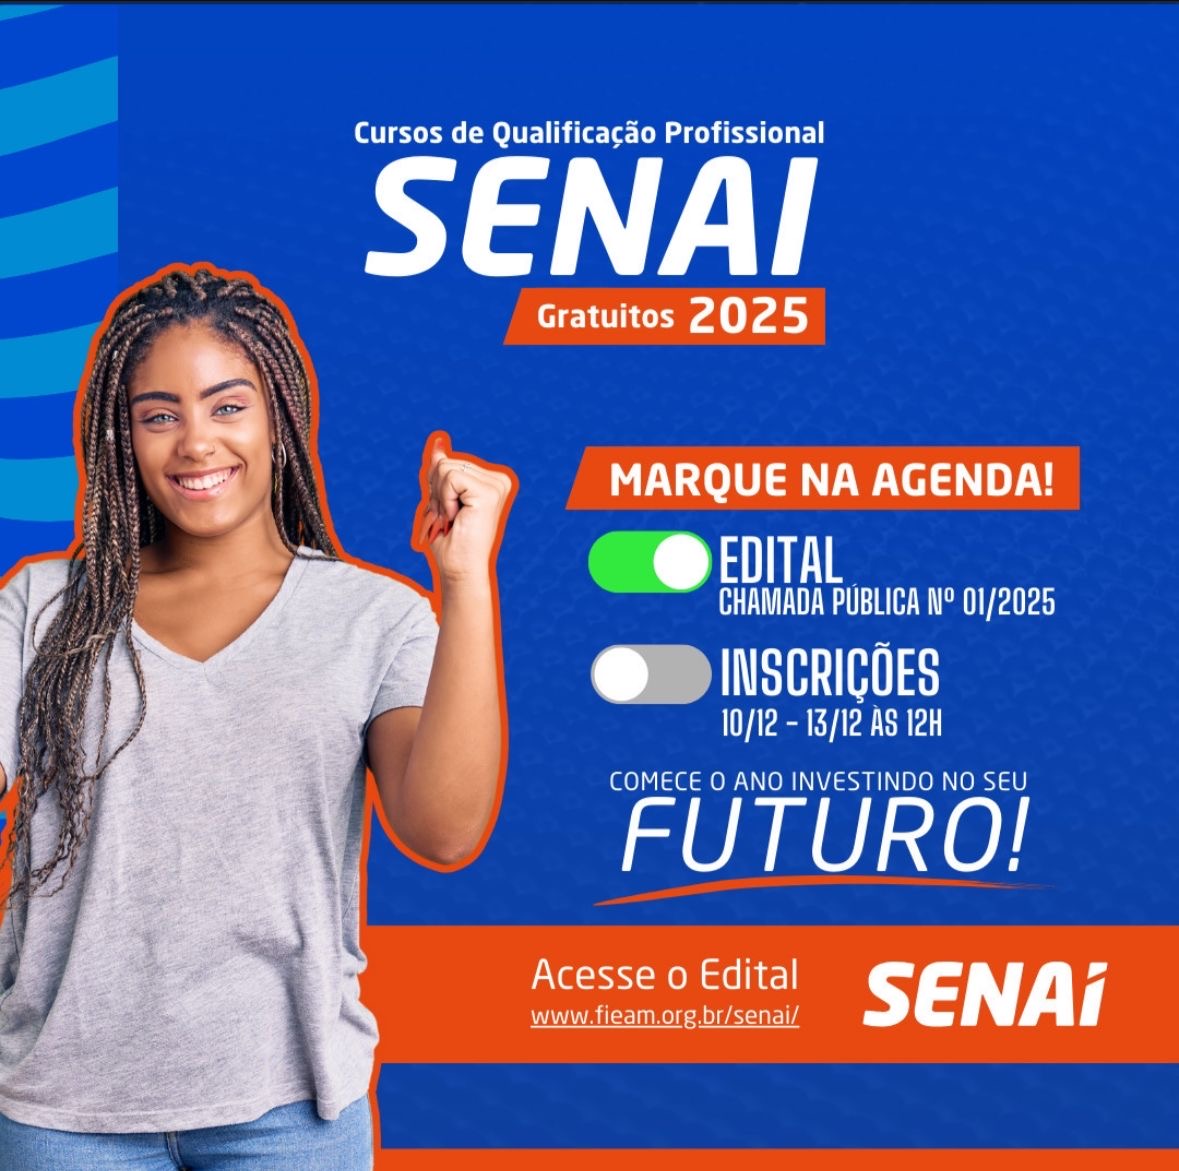 Cursos de Qualificação Profissional
SENAI
Gratuitos 2025
MARQUE NA AGENDA!
EDITAL
CHAMADA PÚBLICA Nº 01/2025
INSCRIÇÕES
10/12 - 13/12 ÀS 12H
COMECE O ANO INVESTINDO NO SEU
FUTURO!
Acesse o Edital
www.fieam.org.br/senai/
SENAI